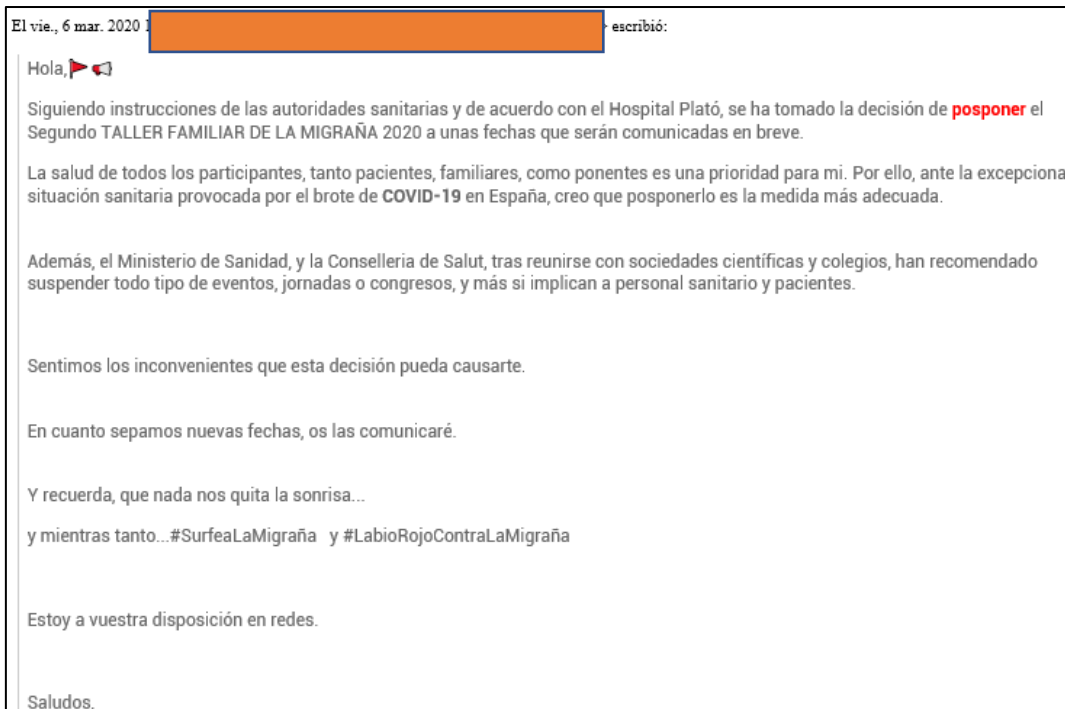 El vie., 6 mar. 2020 escribió:
Hola,
Siguiendo instrucciones de las autoridades sanitarias y de acuerdo con el Hospital Plató, se ha tomado la decisión de posponer el
Segundo TALLER FAMILIAR DE LA MIGRAÑA 2020 a unas fechas que serán comunicadas en breve.
La salud de todos los participantes, tanto pacientes, familiares, como ponentes es una prioridad para mi. Por ello, ante la excepciona
situación sanitaria provocada por el brote de COVID-19 en España, creo que posponerlo es la medida más adecuada.
Además, el Ministerio de Sanidad, y la Conselleria de Salut, tras reunirse con sociedades científicas y colegios, han recomendado
suspender todo tipo de eventos, jornadas o congresos, y más si implican a personal sanitario y pacientes.
Sentimos los inconvenientes que esta decisión pueda causarte.
En cuanto sepamos nuevas fechas, os las comunicaré.
Y recuerda, que nada nos quita la sonrisa...
y mientras tanto...#SurfeaLaMigraña y #LabioRojoContraLaMigraña
Estoy a vuestra disposición en redes.
Saludos,